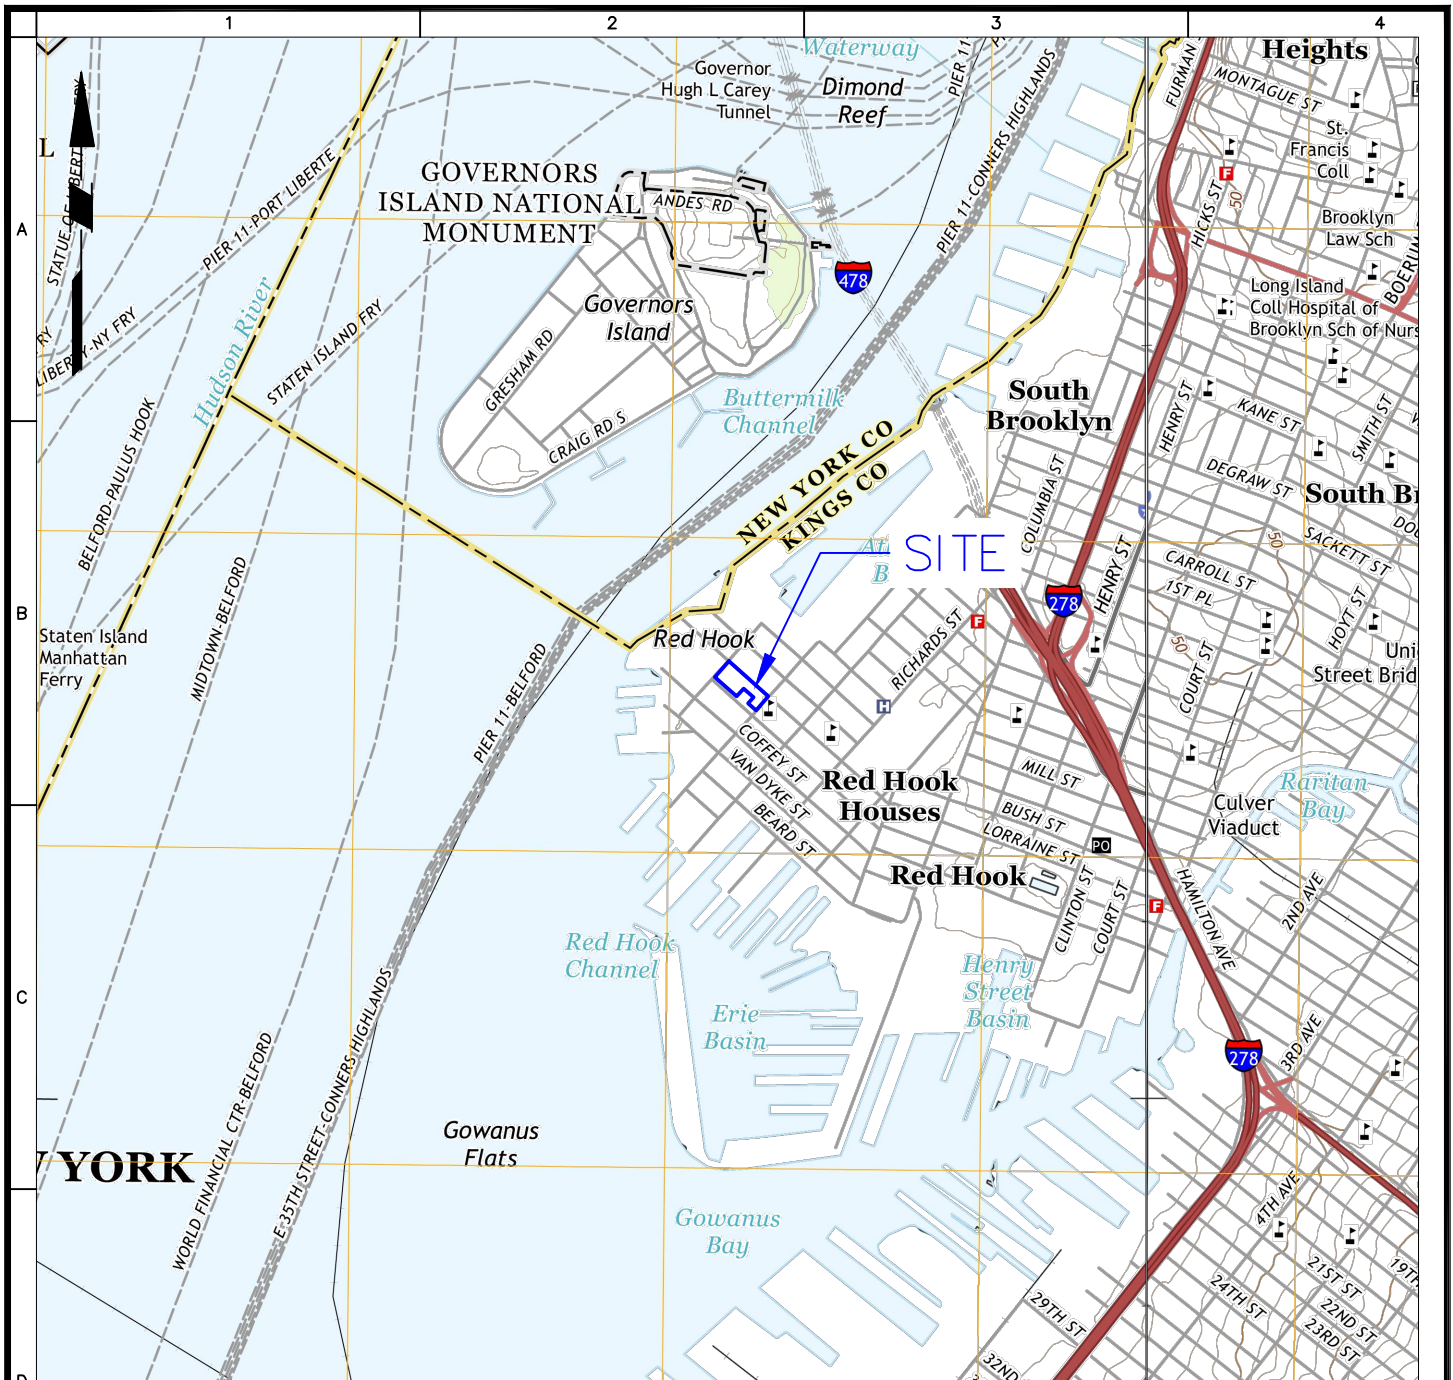 1
2
3
4
A
B
C
Waterway
Governor
Hugh L Carey
Tunnel
Dimond
Reef
PIER 11
PIER 11-CONNERS HIGHLANDS
FURMAN
Heights
MONTAGUE ST
St.
Francis
Coll
50
HICKS ST
Brooklyn
Law Sch
BOERUM
Long Island
Coll Hospital of
Brooklyn Sch of Nurs
L
GOVERNORS
ISLAND NATIONAL
MONUMENT
ANDES RD
478
PIER 11-PORT LIBERTE
Hudson River
STATEN ISLAND FRY
LIBERTY-NY FRY
RY
Governors
Island
GRESHAM RD
CRAIG RD S
Buttermilk
Channel
BELFORD-PAULUS HOOK
South
Brooklyn
HENRY ST
KANE ST
SMITH ST
DEGRAW ST
South Br
COLUMBIA ST
NEW YORK CO
KINGS CO
SITE
50
SACKETT ST
CARROLL ST
1ST PL
HENRY ST
278
HOYT ST
MIDTOWN-BELFORD
Staten Island
Manhattan
Ferry
Red Hook
RICHARDS ST
F
F
H
50
COURT ST
Street Brid
PIER 11-BELFORD
COFFEY ST
VAN DYKE ST
BEARD ST
Red Hook
Houses
MILL ST
BUSH ST
LORRAINE ST
PO
Culver
Viaduct
Raritan
Bay
Red Hook
CLINTON ST
COURT ST
F
HAMILTON AVE
2ND AVE
Red Hook
Channel
Erie
Basin
Henry
Street
Basin
278
3RD AVE
E 35TH STREET-CONNERS HIGHLANDS
WORLD FINANCIAL CTR-BELFORD
Gowanus
Flats
YORK
Gowanus
Bay
4TH AVE
29TH ST
32ND
24TH ST
21ST ST
22ND ST
23RD ST
19TH